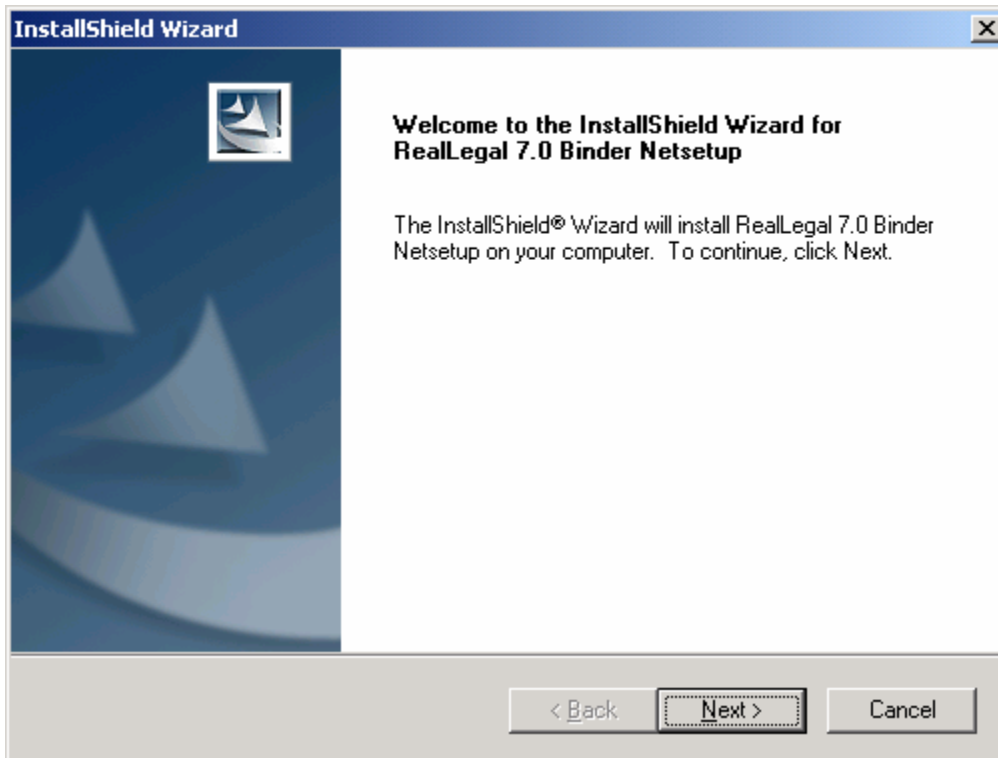 InstallShield Wizard
Welcome to the InstallShield Wizard for
RealLegal 7.0 Binder Netsetup
The InstallShield® Wizard will install RealLegal 7.0 Binder
Netsetup on your computer.  To continue, click Next.
< Back
Next >
Cancel